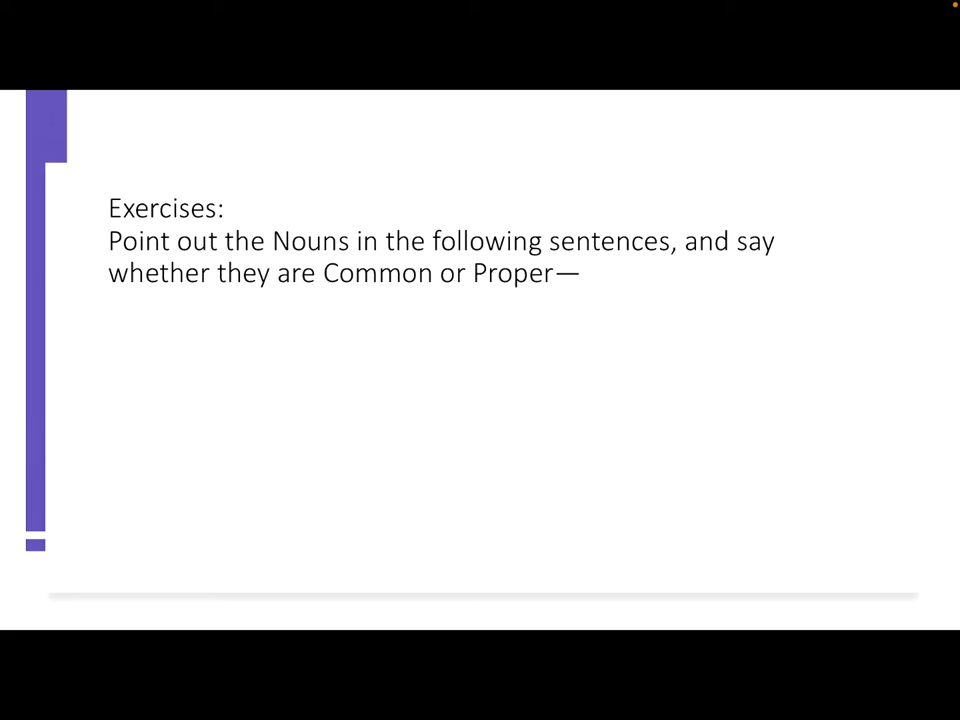 Exercises:
Point out the Nouns in the following sentences, and say
whether they are Common or Proper—